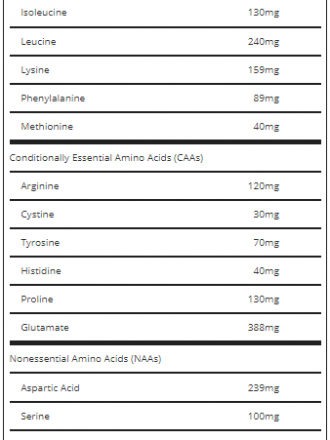 Isoleucine 130mg
Leucine 240mg
Lysine 159mg
Phenylalanine 89mg
Methionine 40mg
Conditionally Essential Amino Acids (CAAs)
Arginine 120mg
Cystine 30mg
Tyrosine 70mg
Histidine 40mg
Proline 130mg
Glutamate 388mg
Nonessential Amino Acids (NAAs)
Aspartic Acid 239mg
Serine 100mg